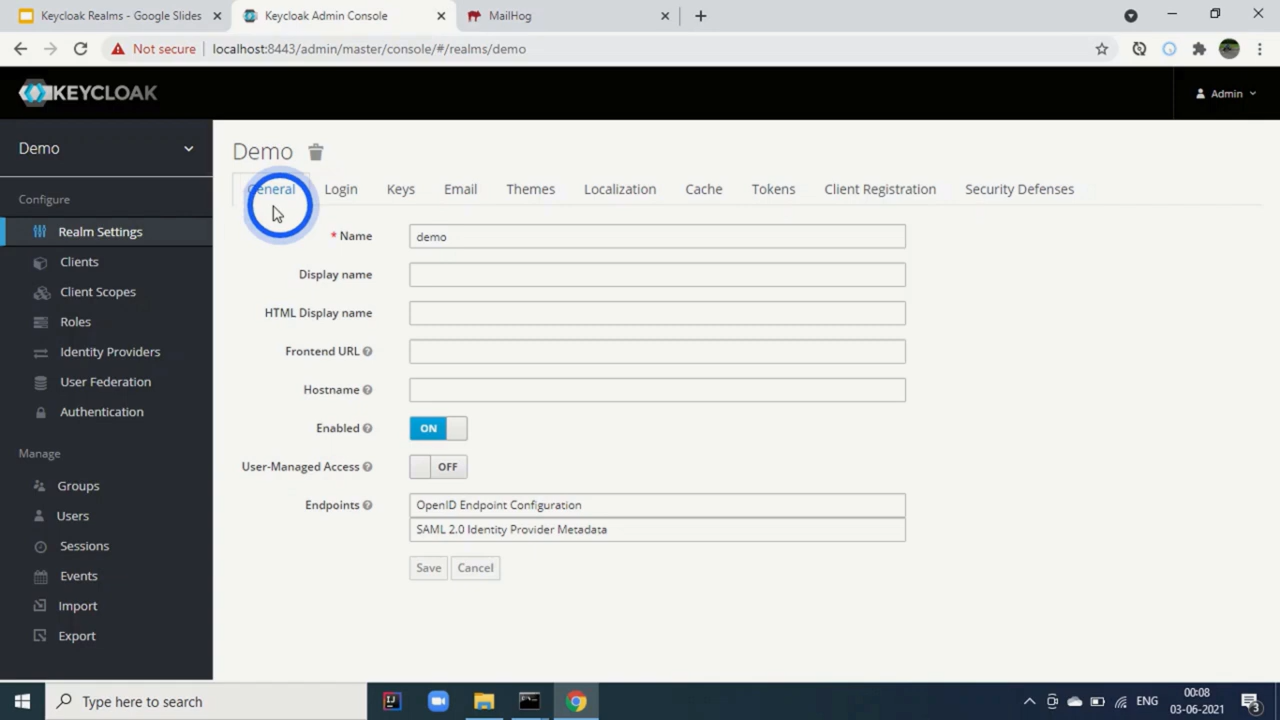 Keycloak Realms - Google Slides
Keycloak Admin Console
MailHog
Not secure
localhost:8443/admin/master/console/#/realms/demo
KEYCLOAK
Admin
Demo
Configure
Realm Settings
Clients
Client Scopes
Roles
Identity Providers
User Federation
Authentication
Manage
Groups
Users
Sessions
Events
Import
Export
Demo
General Login Keys Email Themes Localization Cache Tokens Client Registration Security Defenses
* Name demo
Display name
HTML Display name
Frontend URL
Hostname
Enabled ON
User-Managed Access OFF
Endpoints OpenID Endpoint Configuration
SAML 2.0 Identity Provider Metadata
Save Cancel
Type here to search
ENG
00:08
03-06-2021
3